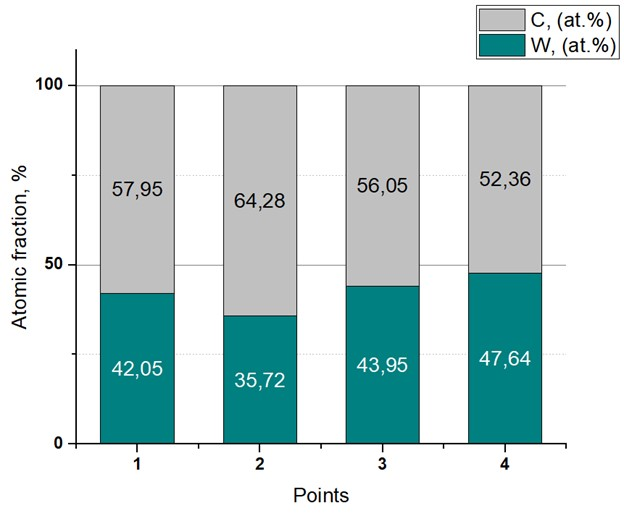 C, (at.%)
W, (at.%)
100
57,95
64,28
56,05
52,36
Atomic fraction, %
50
42,05
35,72
43,95
47,64
0
1 2 3 4
Points